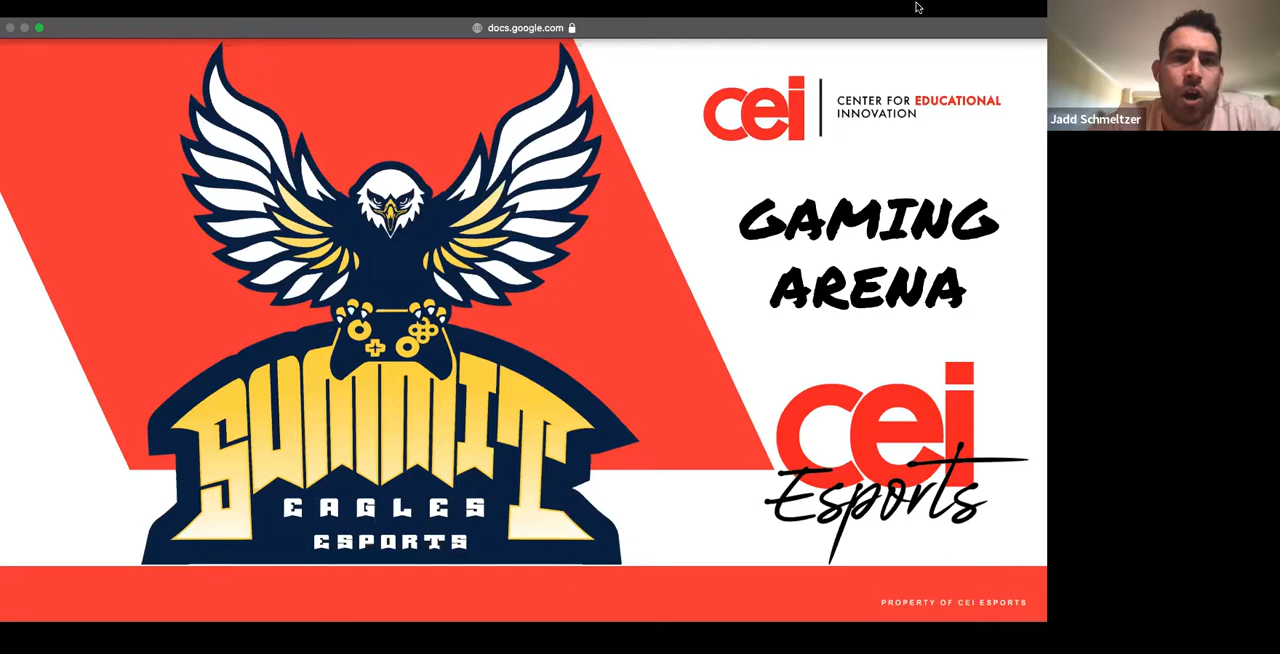 docs.google.com
cei
CENTER FOR EDUCATIONAL
INNOVATION
Jadd Schmeltzer
GAMING
ARENA
SUMMIT
EAGLES
ESPORTS
cei
Esports
PROPERTY OF CEI ESPORTS